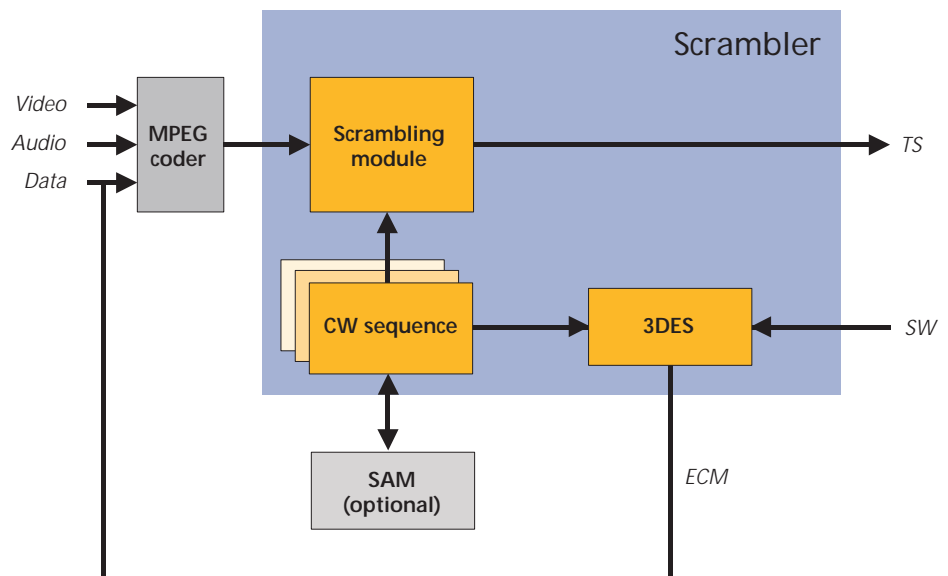 Scrambler
Video
Audio
Data
MPEG
coder
Scrambling
module
TS
CW sequence
3DES
SW
SAM
(optional)
ECM